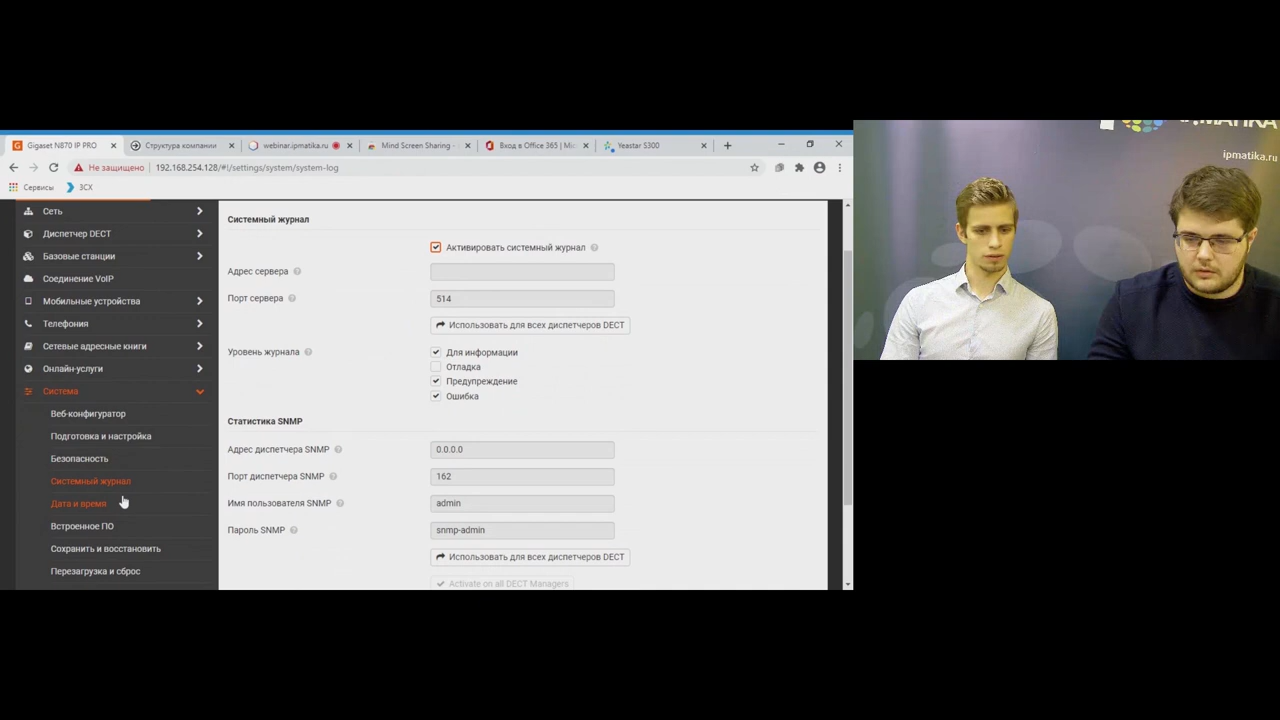 Gigaset N870 IP PRO
Структура компании
webinar.ipmatika.ru
Mind Screen Sharing -
Вход в Office 365 | Mic
Yeastar S300
Не защищено
192.168.254.128/#!/settings/system/system-log
Сервисы
3CX
Сеть
Диспетчер DECT
Базовые станции
Соединение VoIP
Мобильные устройства
Телефония
Сетевые адресные книги
Онлайн-услуги
Система
Веб-конфигуратор
Подготовка и настройка
Безопасность
Системный журнал
Дата и время
Встроенное ПО
Сохранить и восстановить
Перезагрузка и сброс
Системный журнал
Активировать системный журнал
Адрес сервера
Порт сервера
514
Использовать для всех диспетчеров DECT
Уровень журнала
Для информации
Отладка
Предупреждение
Ошибка
Статистика SNMP
Адрес диспетчера SNMP
0.0.0.0
Порт диспетчера SNMP
162
Имя пользователя SNMP
admin
Пароль SNMP
snmp-admin
Использовать для всех диспетчеров DECT
Activate on all DECT Managers
ipmatika.ru